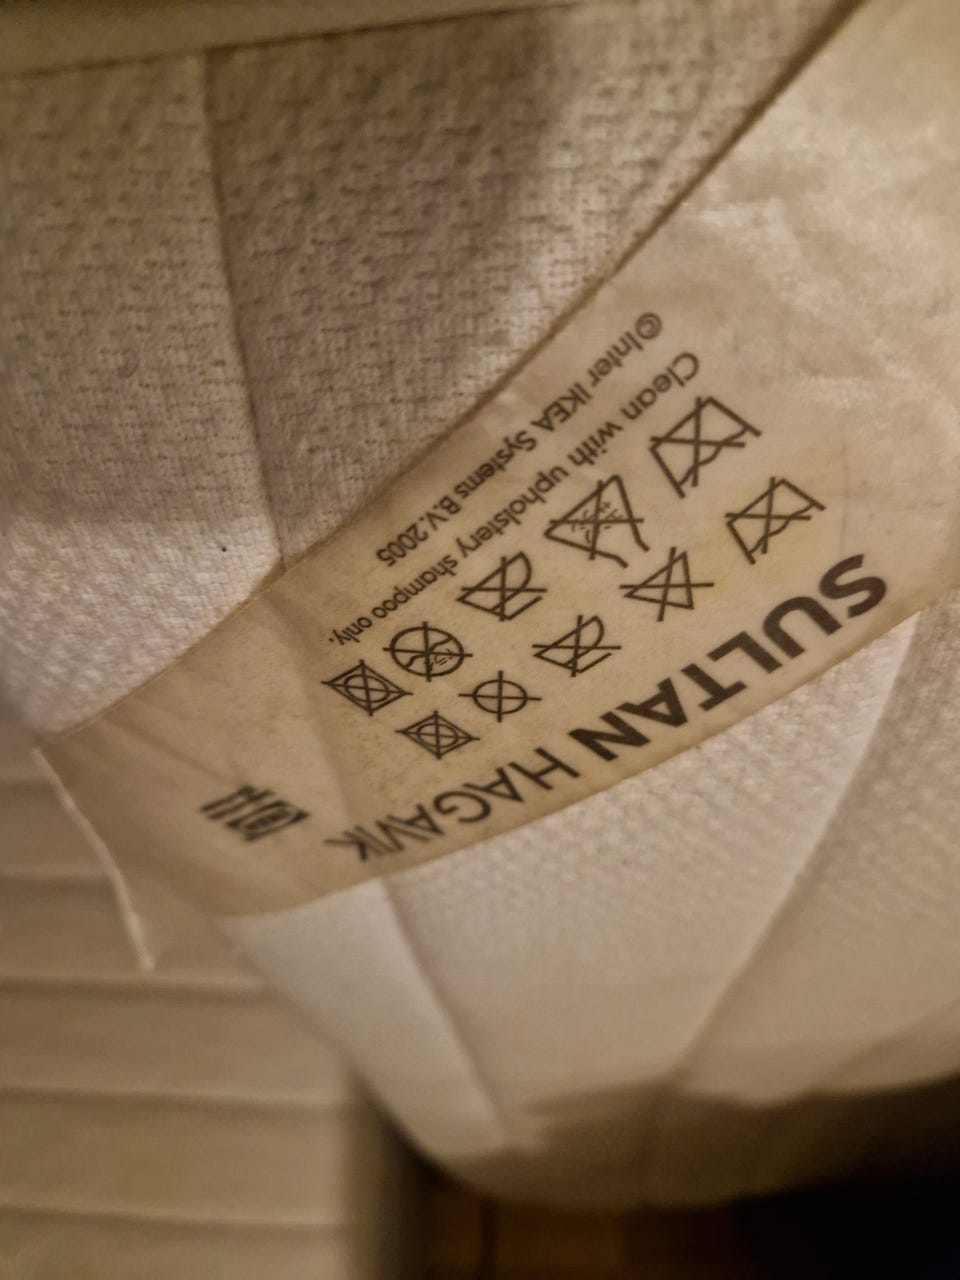 SULTAN HAGAVIK
Clean with upholstery shampoo only.
©Inter IKEA Systems B.V.2005